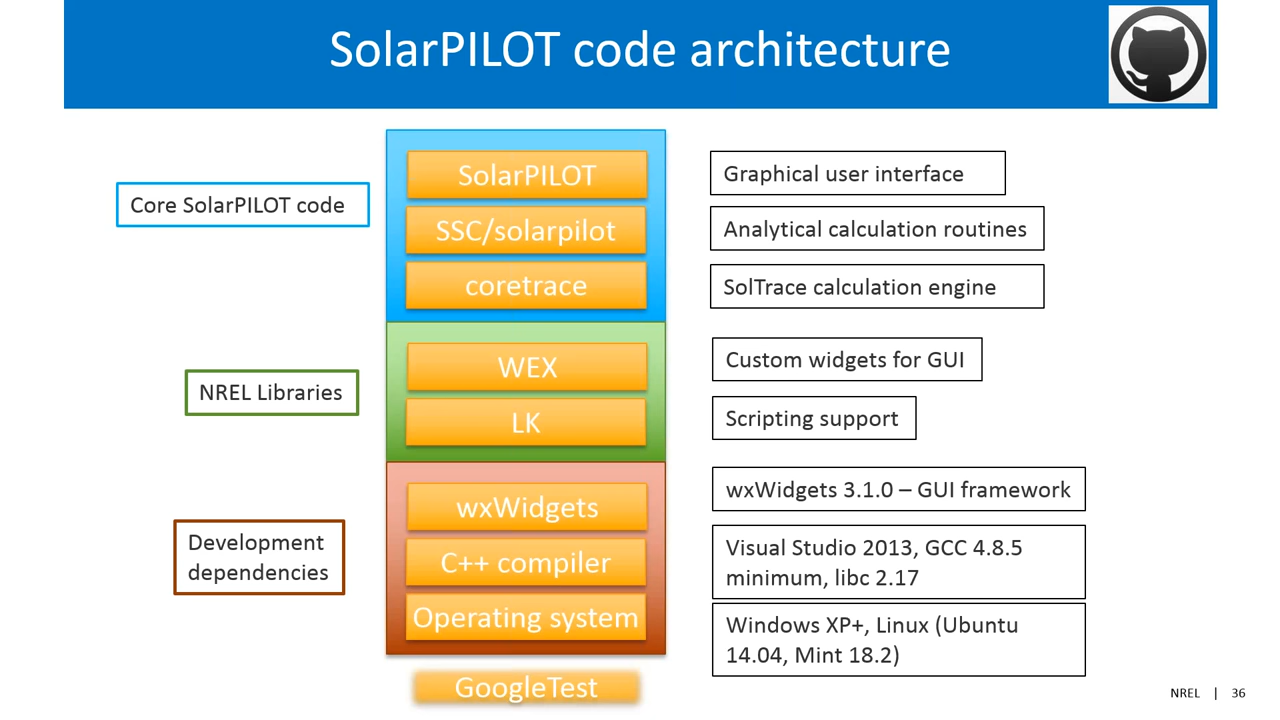 SolarPILOT code architecture
Core SolarPILOT code
SolarPILOT
Graphical user interface
SSC/solarpilot
Analytical calculation routines
coretrace
SolTrace calculation engine
NREL Libraries
WEX
Custom widgets for GUI
LK
Scripting support
Development
dependencies
wxWidgets
wxWidgets 3.1.0 – GUI framework
C++ compiler
Visual Studio 2013, GCC 4.8.5
minimum, libc 2.17
Operating system
Windows XP+, Linux (Ubuntu
14.04, Mint 18.2)
GoogleTest
NREL | 36